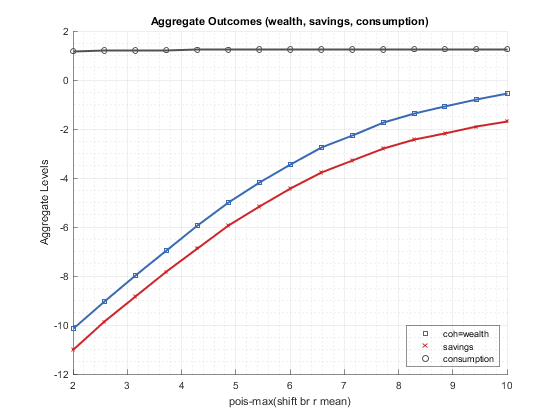 Aggregate Outcomes (wealth, savings, consumption)
2
0
-2
-4
-6
-8
-10
-12
Aggregate Levels
2 3 4 5 6 7 8 9 10
pois-max(shift br r mean)
coh=wealth
savings
consumption